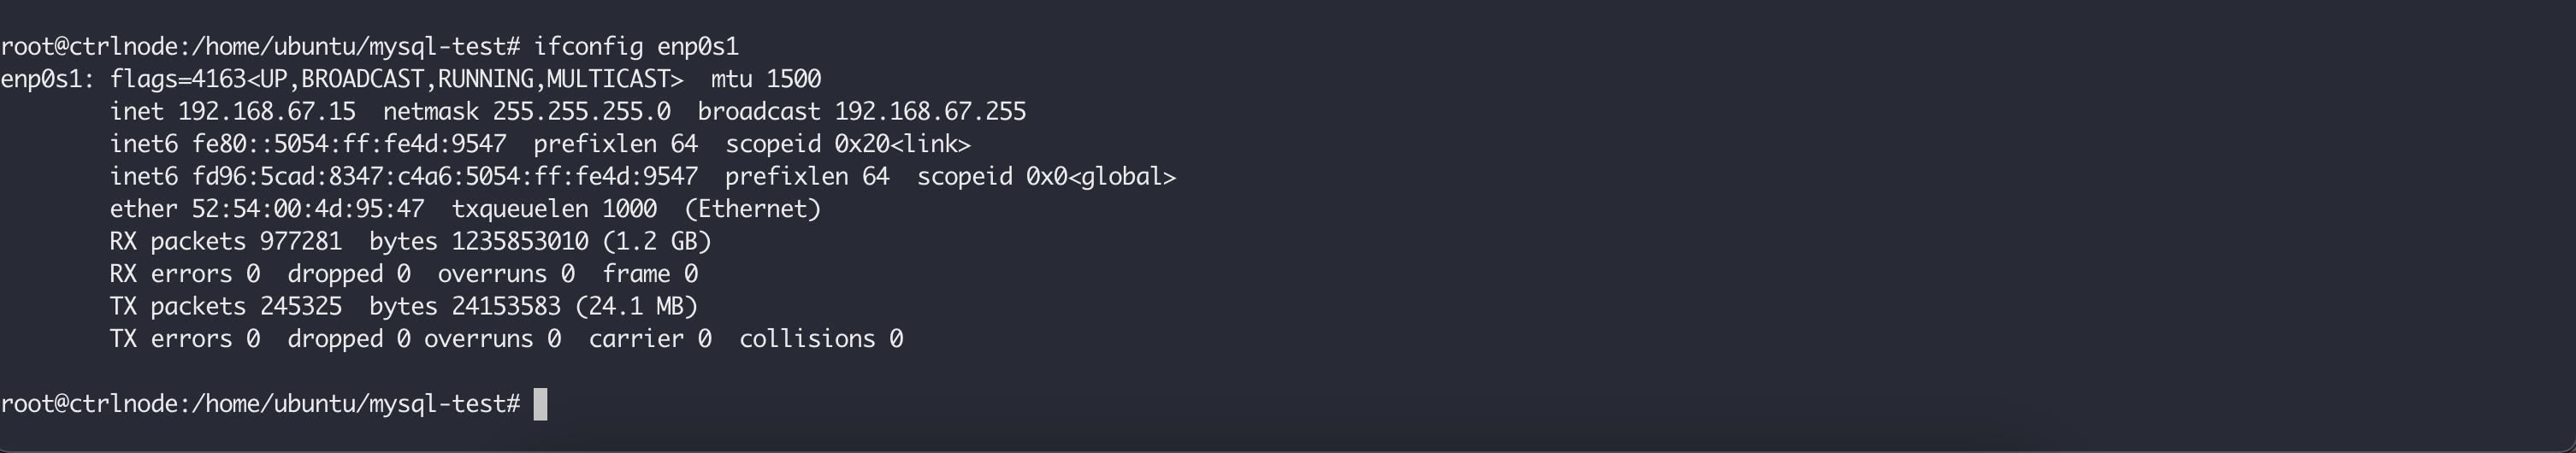 root@ctrlnode:/home/ubuntu/mysql-test# ifconfig enp0s1
enp0s1: flags=4163<UP,BROADCAST,RUNNING,MULTICAST>  mtu 1500
        inet 192.168.67.15  netmask 255.255.255.0  broadcast 192.168.67.255
        inet6 fe80::5054:ff:fe4d:9547  prefixlen 64  scopeid 0x20<link>
        inet6 fd96:5cad:8347:c4a6:5054:ff:fe4d:9547  prefixlen 64  scopeid 0x0<global>
        ether 52:54:00:4d:95:47  txqueuelen 1000  (Ethernet)
        RX packets 977281  bytes 1235853010 (1.2 GB)
        RX errors 0  dropped 0  overruns 0  frame 0
        TX packets 245325  bytes 24153583 (24.1 MB)
        TX errors 0  dropped 0 overruns 0  carrier 0  collisions 0
root@ctrlnode:/home/ubuntu/mysql-test#